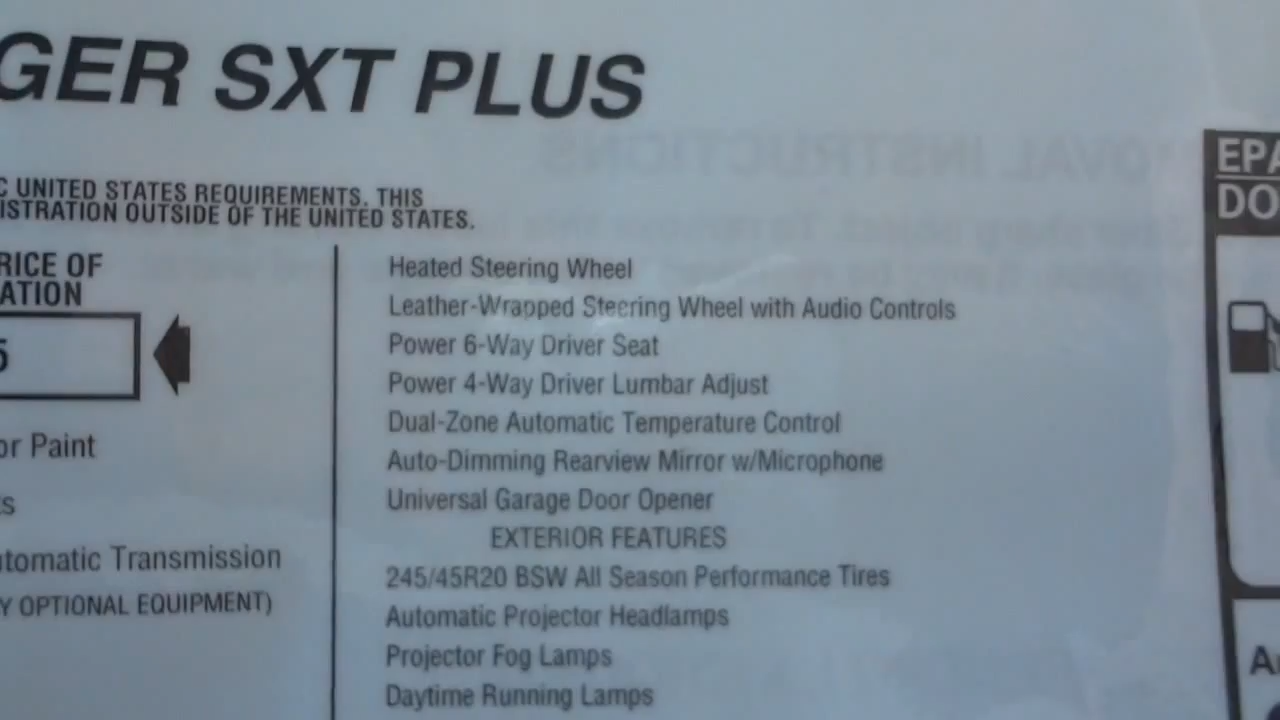 GER SXT PLUS
C UNITED STATES REQUIREMENTS. THIS
ISTRATION OUTSIDE OF THE UNITED STATES.
RICE OF
ATION
5
or Paint
ts
utomatic Transmission
Y OPTIONAL EQUIPMENT)
Heated Steering Wheel
Leather-Wrapped Steering Wheel with Audio Controls
Power 6-Way Driver Seat
Power 4-Way Driver Lumbar Adjust
Dual-Zone Automatic Temperature Control
Auto-Dimming Rearview Mirror w/Microphone
Universal Garage Door Opener
EXTERIOR FEATURES
245/45R20 BSW All Season Performance Tires
Automatic Projector Headlamps
Projector Fog Lamps
Daytime Running Lamps
EPA
DO